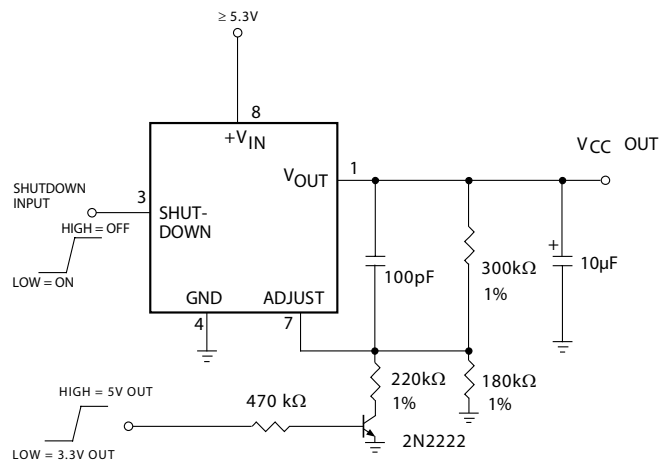 ≥ 5.3V
8
+VIN
VOUT
1
VCC OUT
SHUTDOWN
INPUT
3
SHUT-
DOWN
HIGH = OFF
LOW = ON
GND
ADJUST
4
7
100pF
300kΩ
1%
+
10µF
220kΩ
1%
180kΩ
1%
HIGH = 5V OUT
470 kΩ
2N2222
LOW = 3.3V OUT